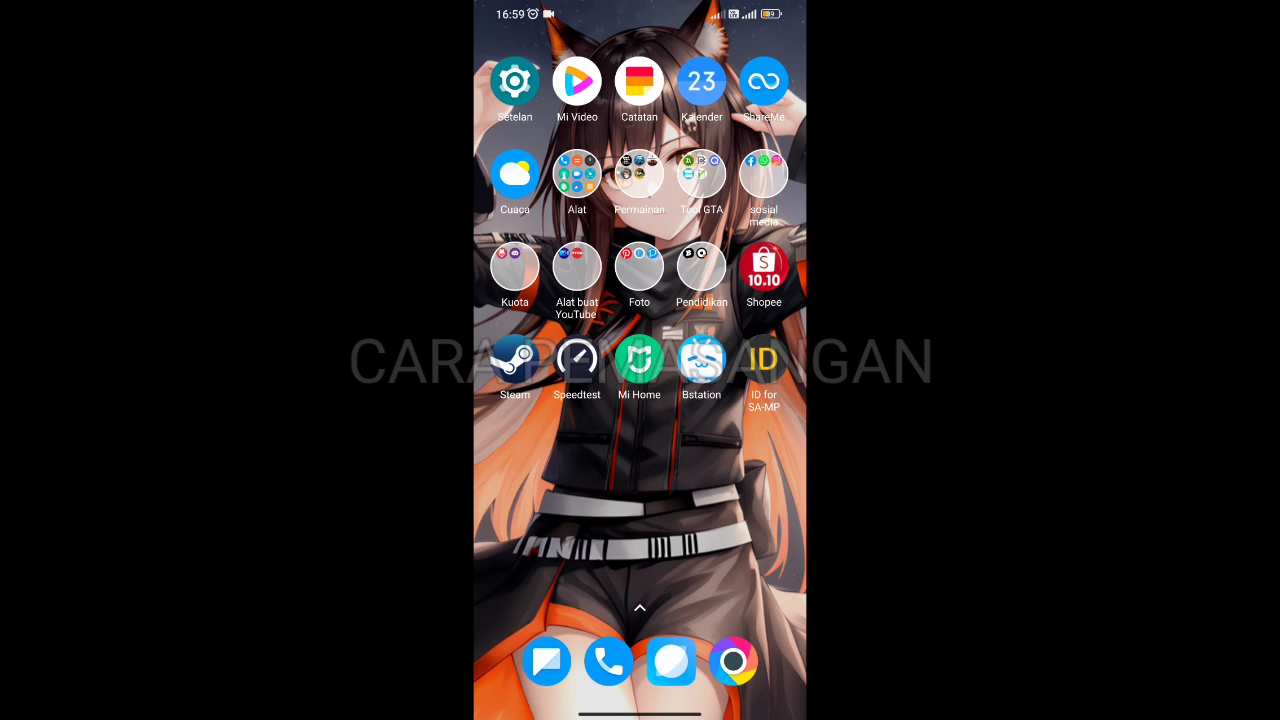 16:59
23
Setelan
Mi Video
Catatan
Kalender
ShareMe
Cuaca
Alat
Permainan
Tool GTA
sosial
media
10.10
Kuota
Alat buat
YouTube
Foto
Pendidikan
Shopee
CARA PEMASANGAN
ID
Steam
Speedtest
Mi Home
Bstation
ID for
SA-MP